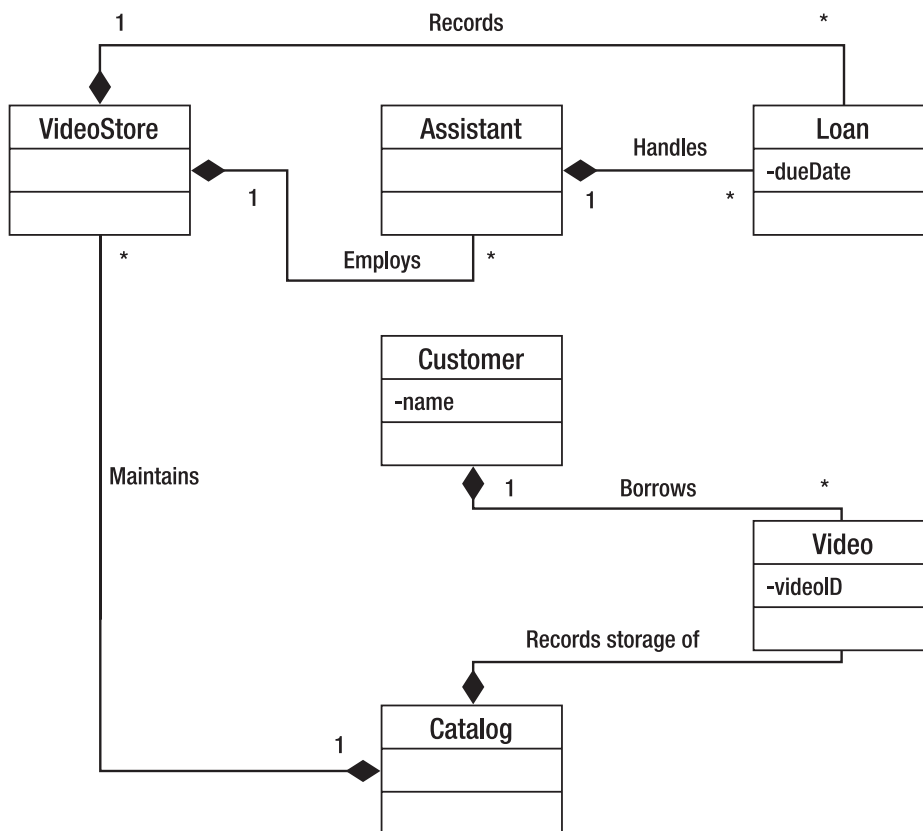 1 Records *
VideoStore Assistant Loan
Handles
-dueDate
1 1 *
* Employs *
Customer
-name
Maintains
1 Borrows *
Video
-videoID
Records storage of
1 Catalog